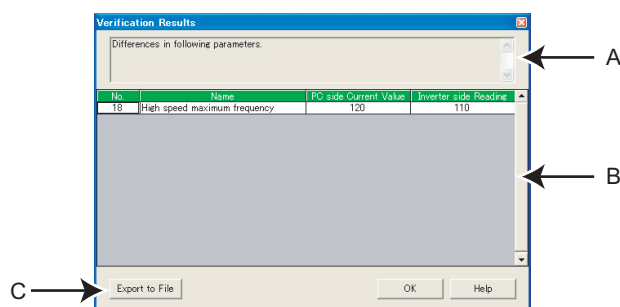 Verification Results
Differences in following parameters.
A
No. Name PC side Current Value Inverter side Reading
18 High speed maximum frequency 120 110
B
C
Export to File OK Help